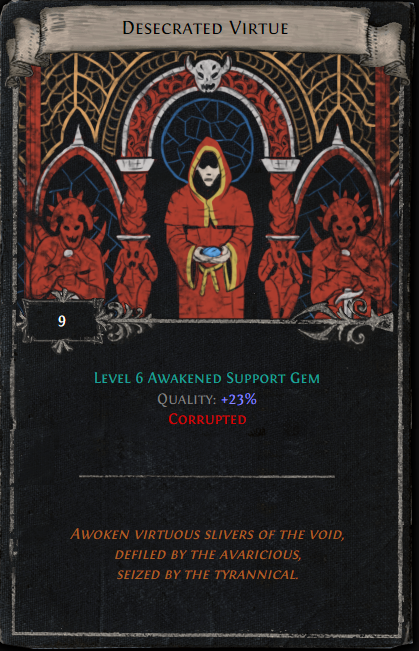 Desecrated Virtue
9
Level 6 Awakened Support Gem
Quality: +23%
Corrupted
Awoken virtuous slivers of the void,
defiled by the avaricious,
seized by the tyrannical.